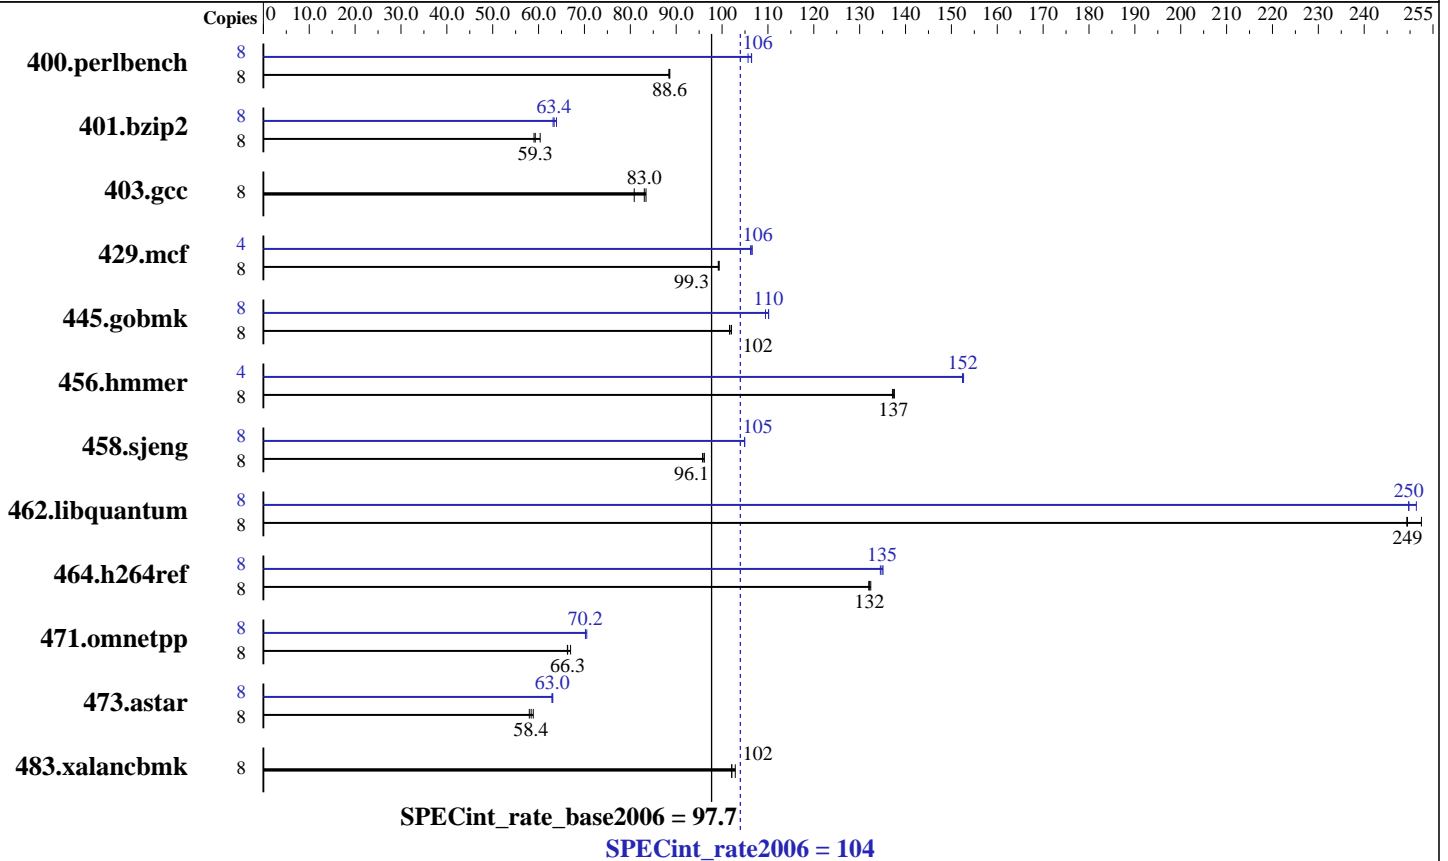 Copies 0 10.0 20.0 30.0 40.0 50.0 60.0 70.0 80.0 90.0 100 110 120 130 140 150 160 170 180 190 200 210 220 230 240 255
400.perlbench 8 106
8 88.6
401.bzip2 8 63.4
8 59.3
403.gcc 8 83.0
429.mcf 4 106
8 99.3
445.gobmk 8 110
8 102
456.hmmer 4 152
8 137
458.sjeng 8 105
8 96.1
462.libquantum 8 250
8 249
464.h264ref 8 135
8 132
471.omnetpp 8 70.2
8 66.3
473.astar 8 63.0
8 58.4
483.xalancbmk 8 102
SPECint_rate_base2006 = 97.7
SPECint_rate2006 = 104